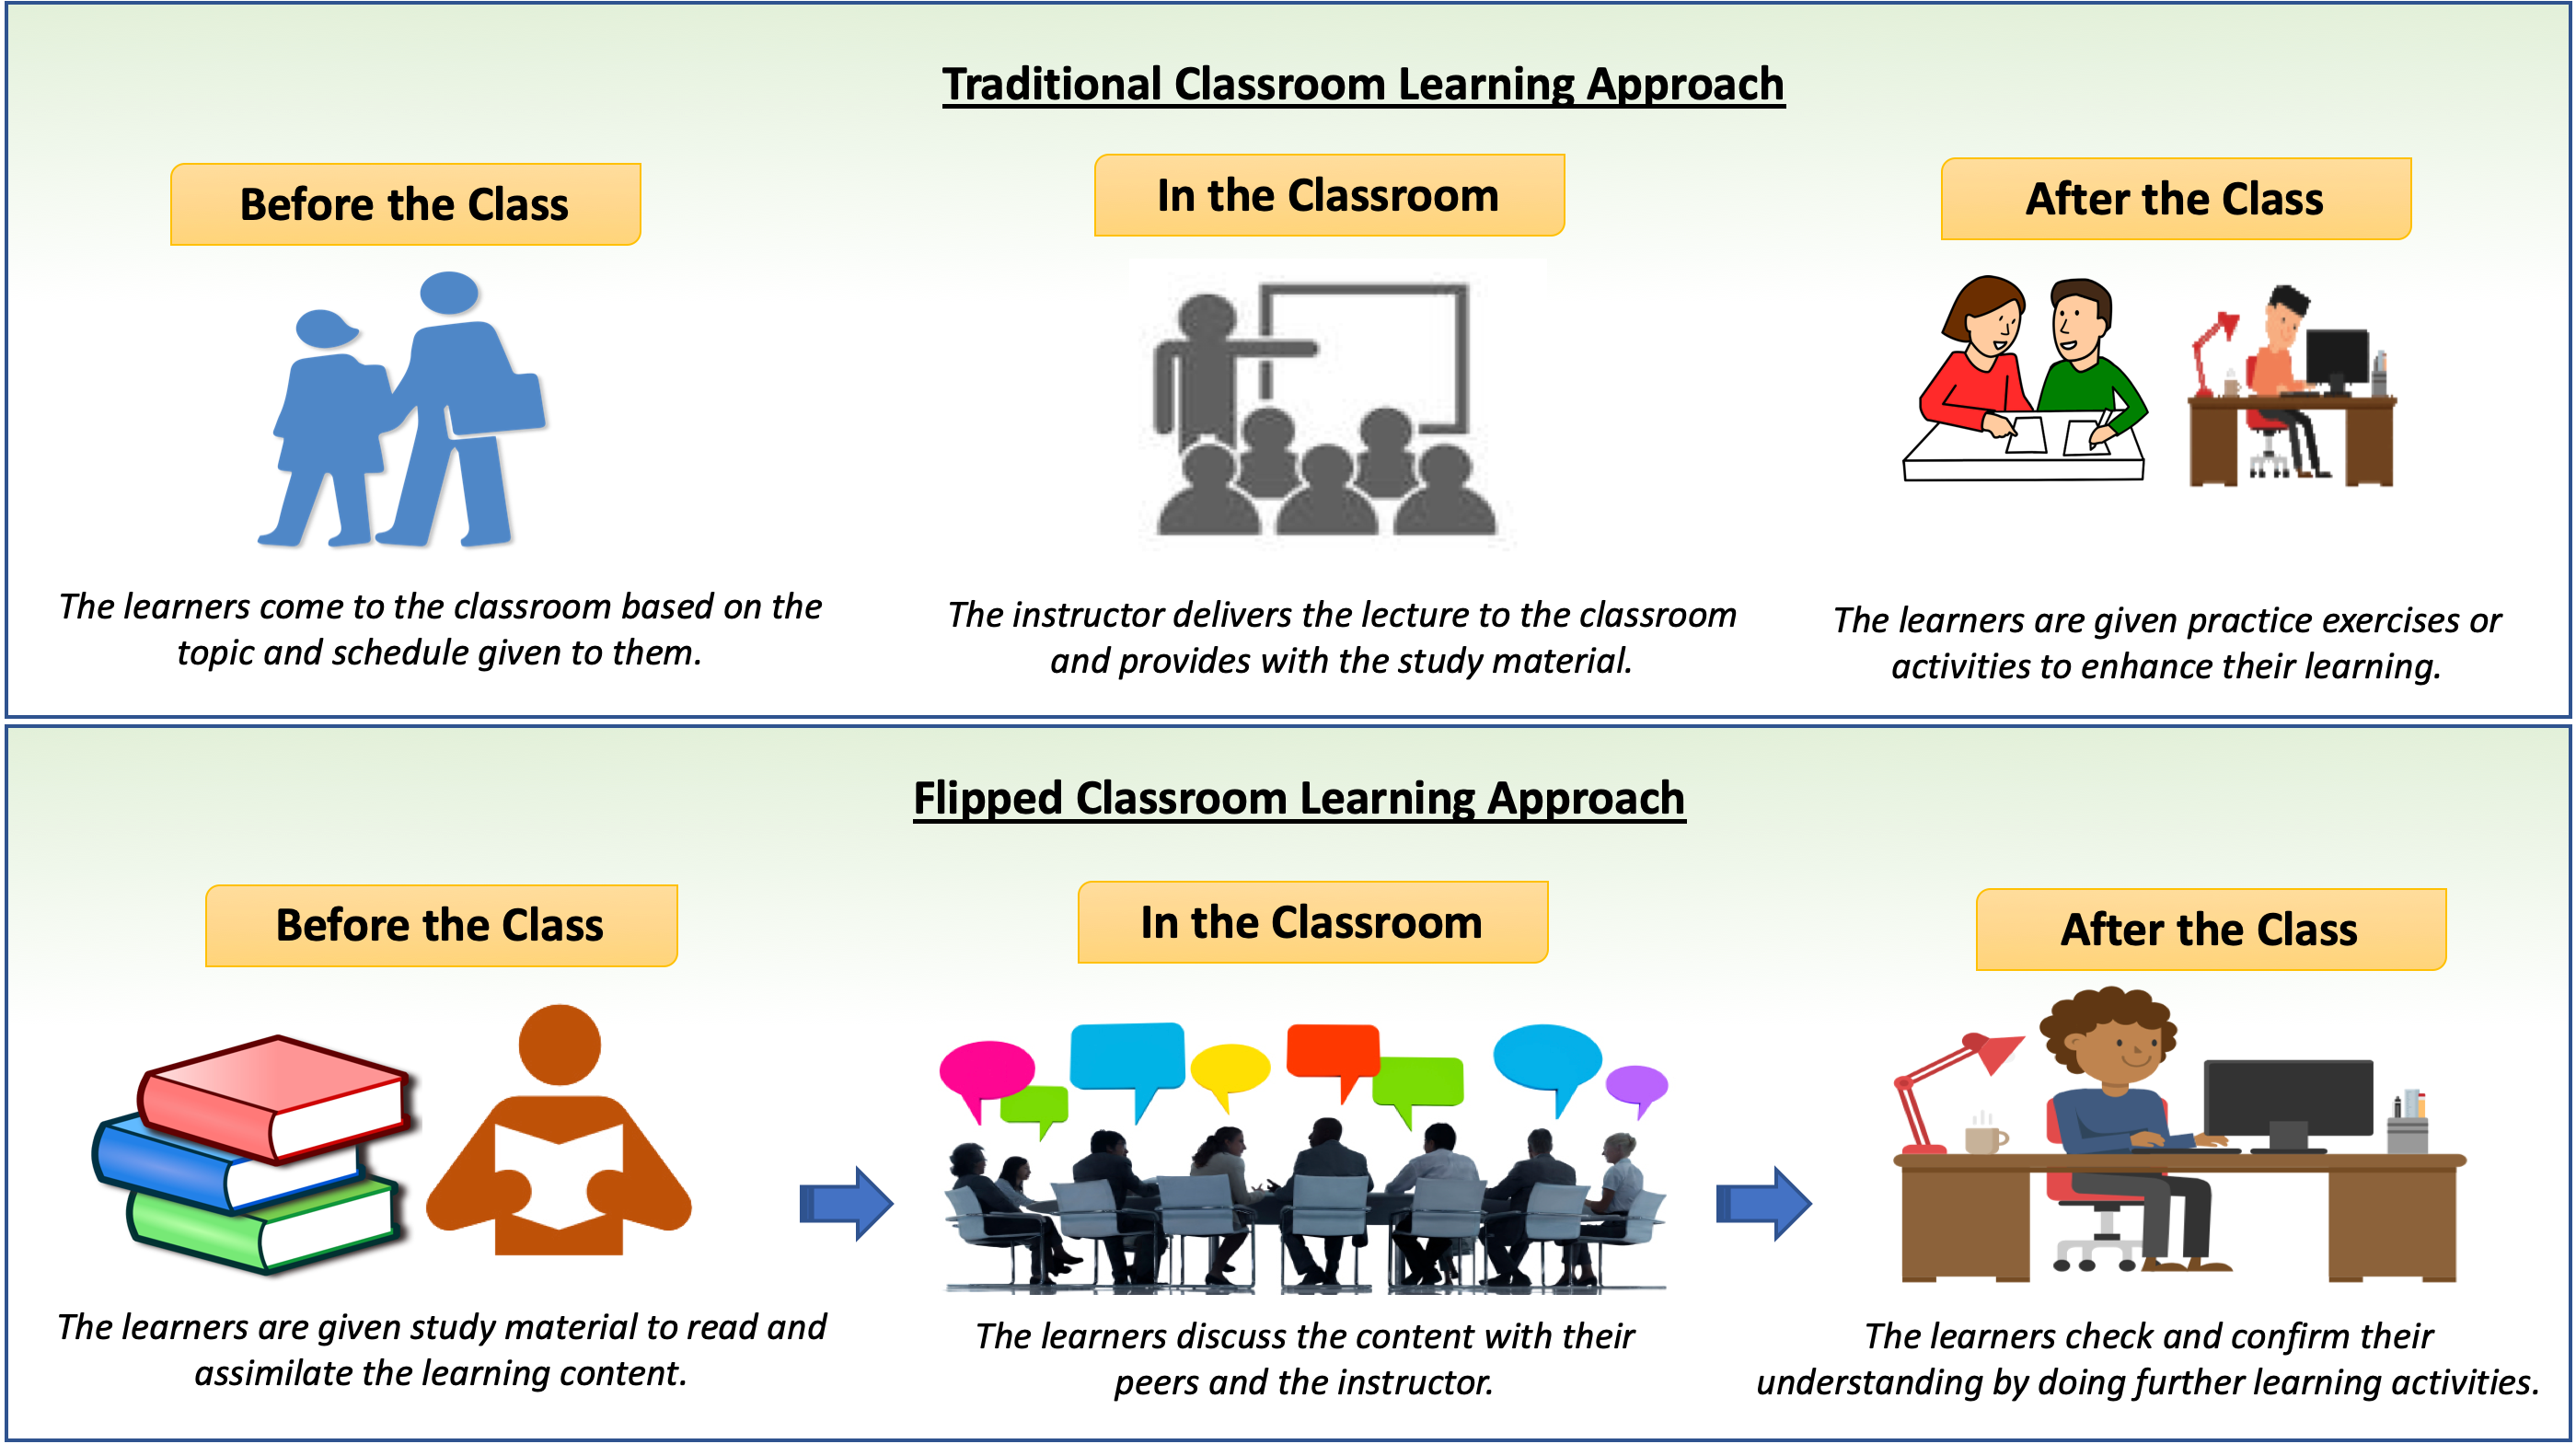 Traditional Classroom Learning Approach
Before the Class
In the Classroom
After the Class
The learners come to the classroom based on the
topic and schedule given to them.
The instructor delivers the lecture to the classroom
and provides with the study material.
The learners are given practice exercises or
activities to enhance their learning.
Flipped Classroom Learning Approach
Before the Class
In the Classroom
After the Class
The learners are given study material to read and
assimilate the learning content.
The learners discuss the content with their
peers and the instructor.
The learners check and confirm their
understanding by doing further learning activities.